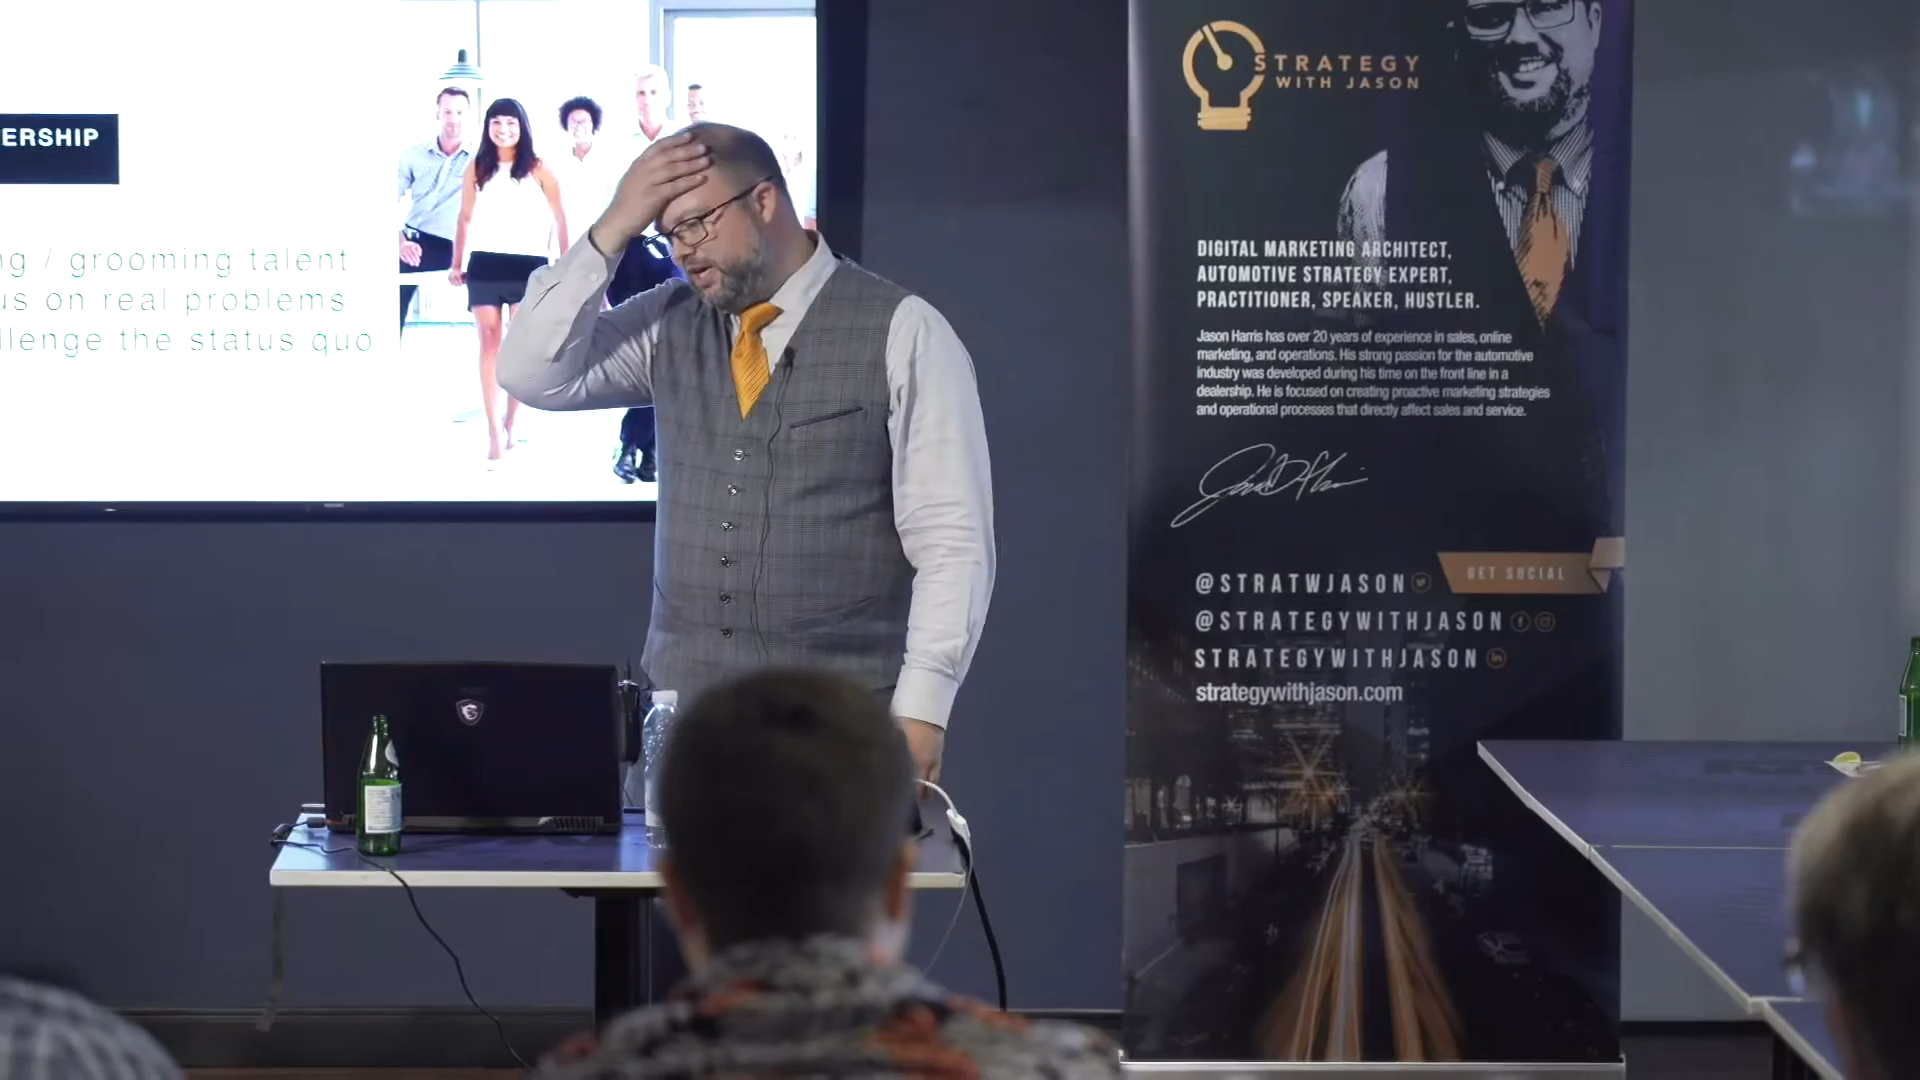 ERSHIP
ng / grooming talent
us on real problems
llenge the status quo
STRATEGY
WITH JASON
DIGITAL MARKETING ARCHITECT,
AUTOMOTIVE STRATEGY EXPERT,
PRACTITIONER, SPEAKER, HUSTLER.
Jason Harris has over 20 years of experience in sales, online
marketing, and operations. His strong passion for the automotive
industry was developed during his time on the front line in a
dealership. He is focused on creating proactive marketing strategies
and operational processes that directly affect sales and service.
GET SOCIAL
@STRATWJASON
@STRATEGYWITHJASON
STRATEGYWITHJASON
strategywithjason.com